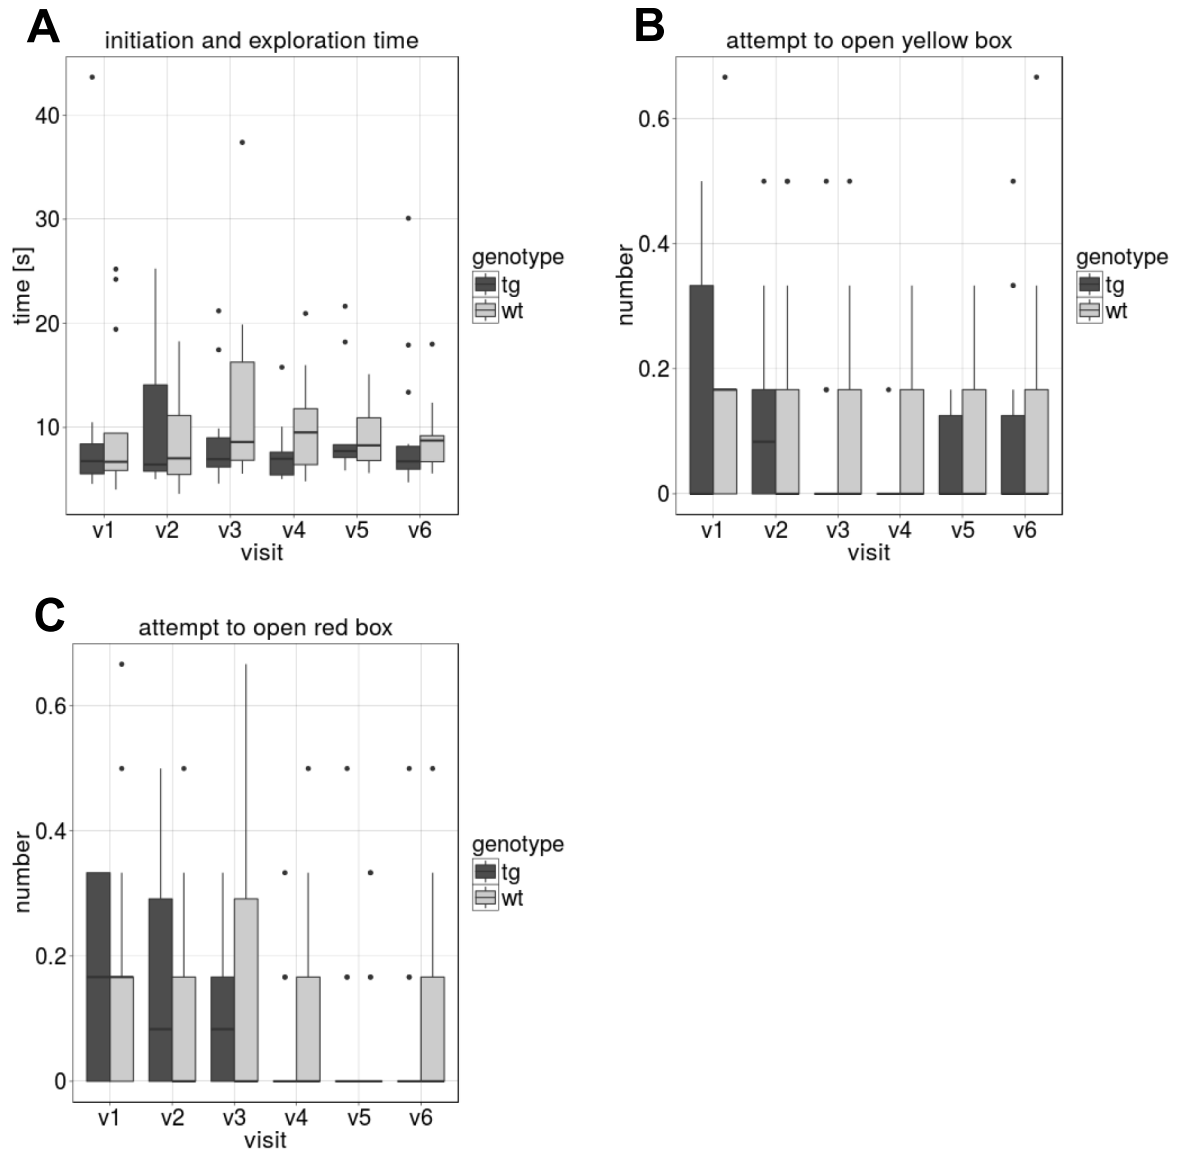 A
initiation and exploration time
time [s]
40
30
20
10
v1 v2 v3 v4 v5 v6
visit
genotype
tg
wt
B
attempt to open yellow box
number
0.6
0.4
0.2
0
v1 v2 v3 v4 v5 v6
visit
genotype
tg
wt
C
attempt to open red box
number
0.6
0.4
0.2
0
v1 v2 v3 v4 v5 v6
visit
genotype
tg
wt